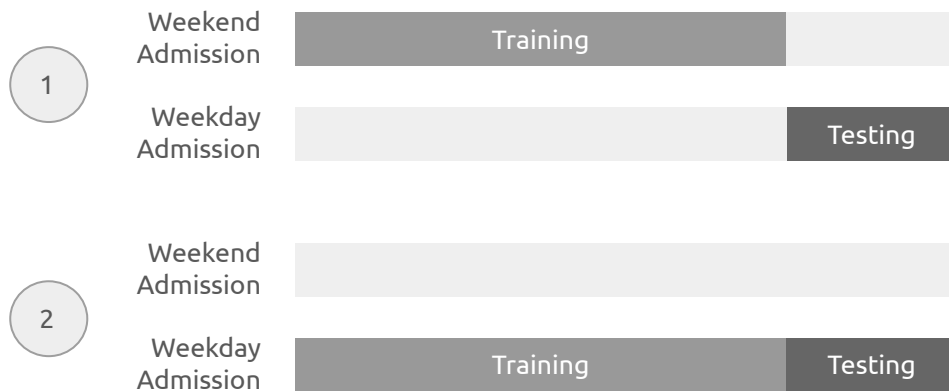 Weekend
Admission
Training
1
Weekday
Admission
Testing
Weekend
Admission
2
Weekday
Admission
Training
Testing